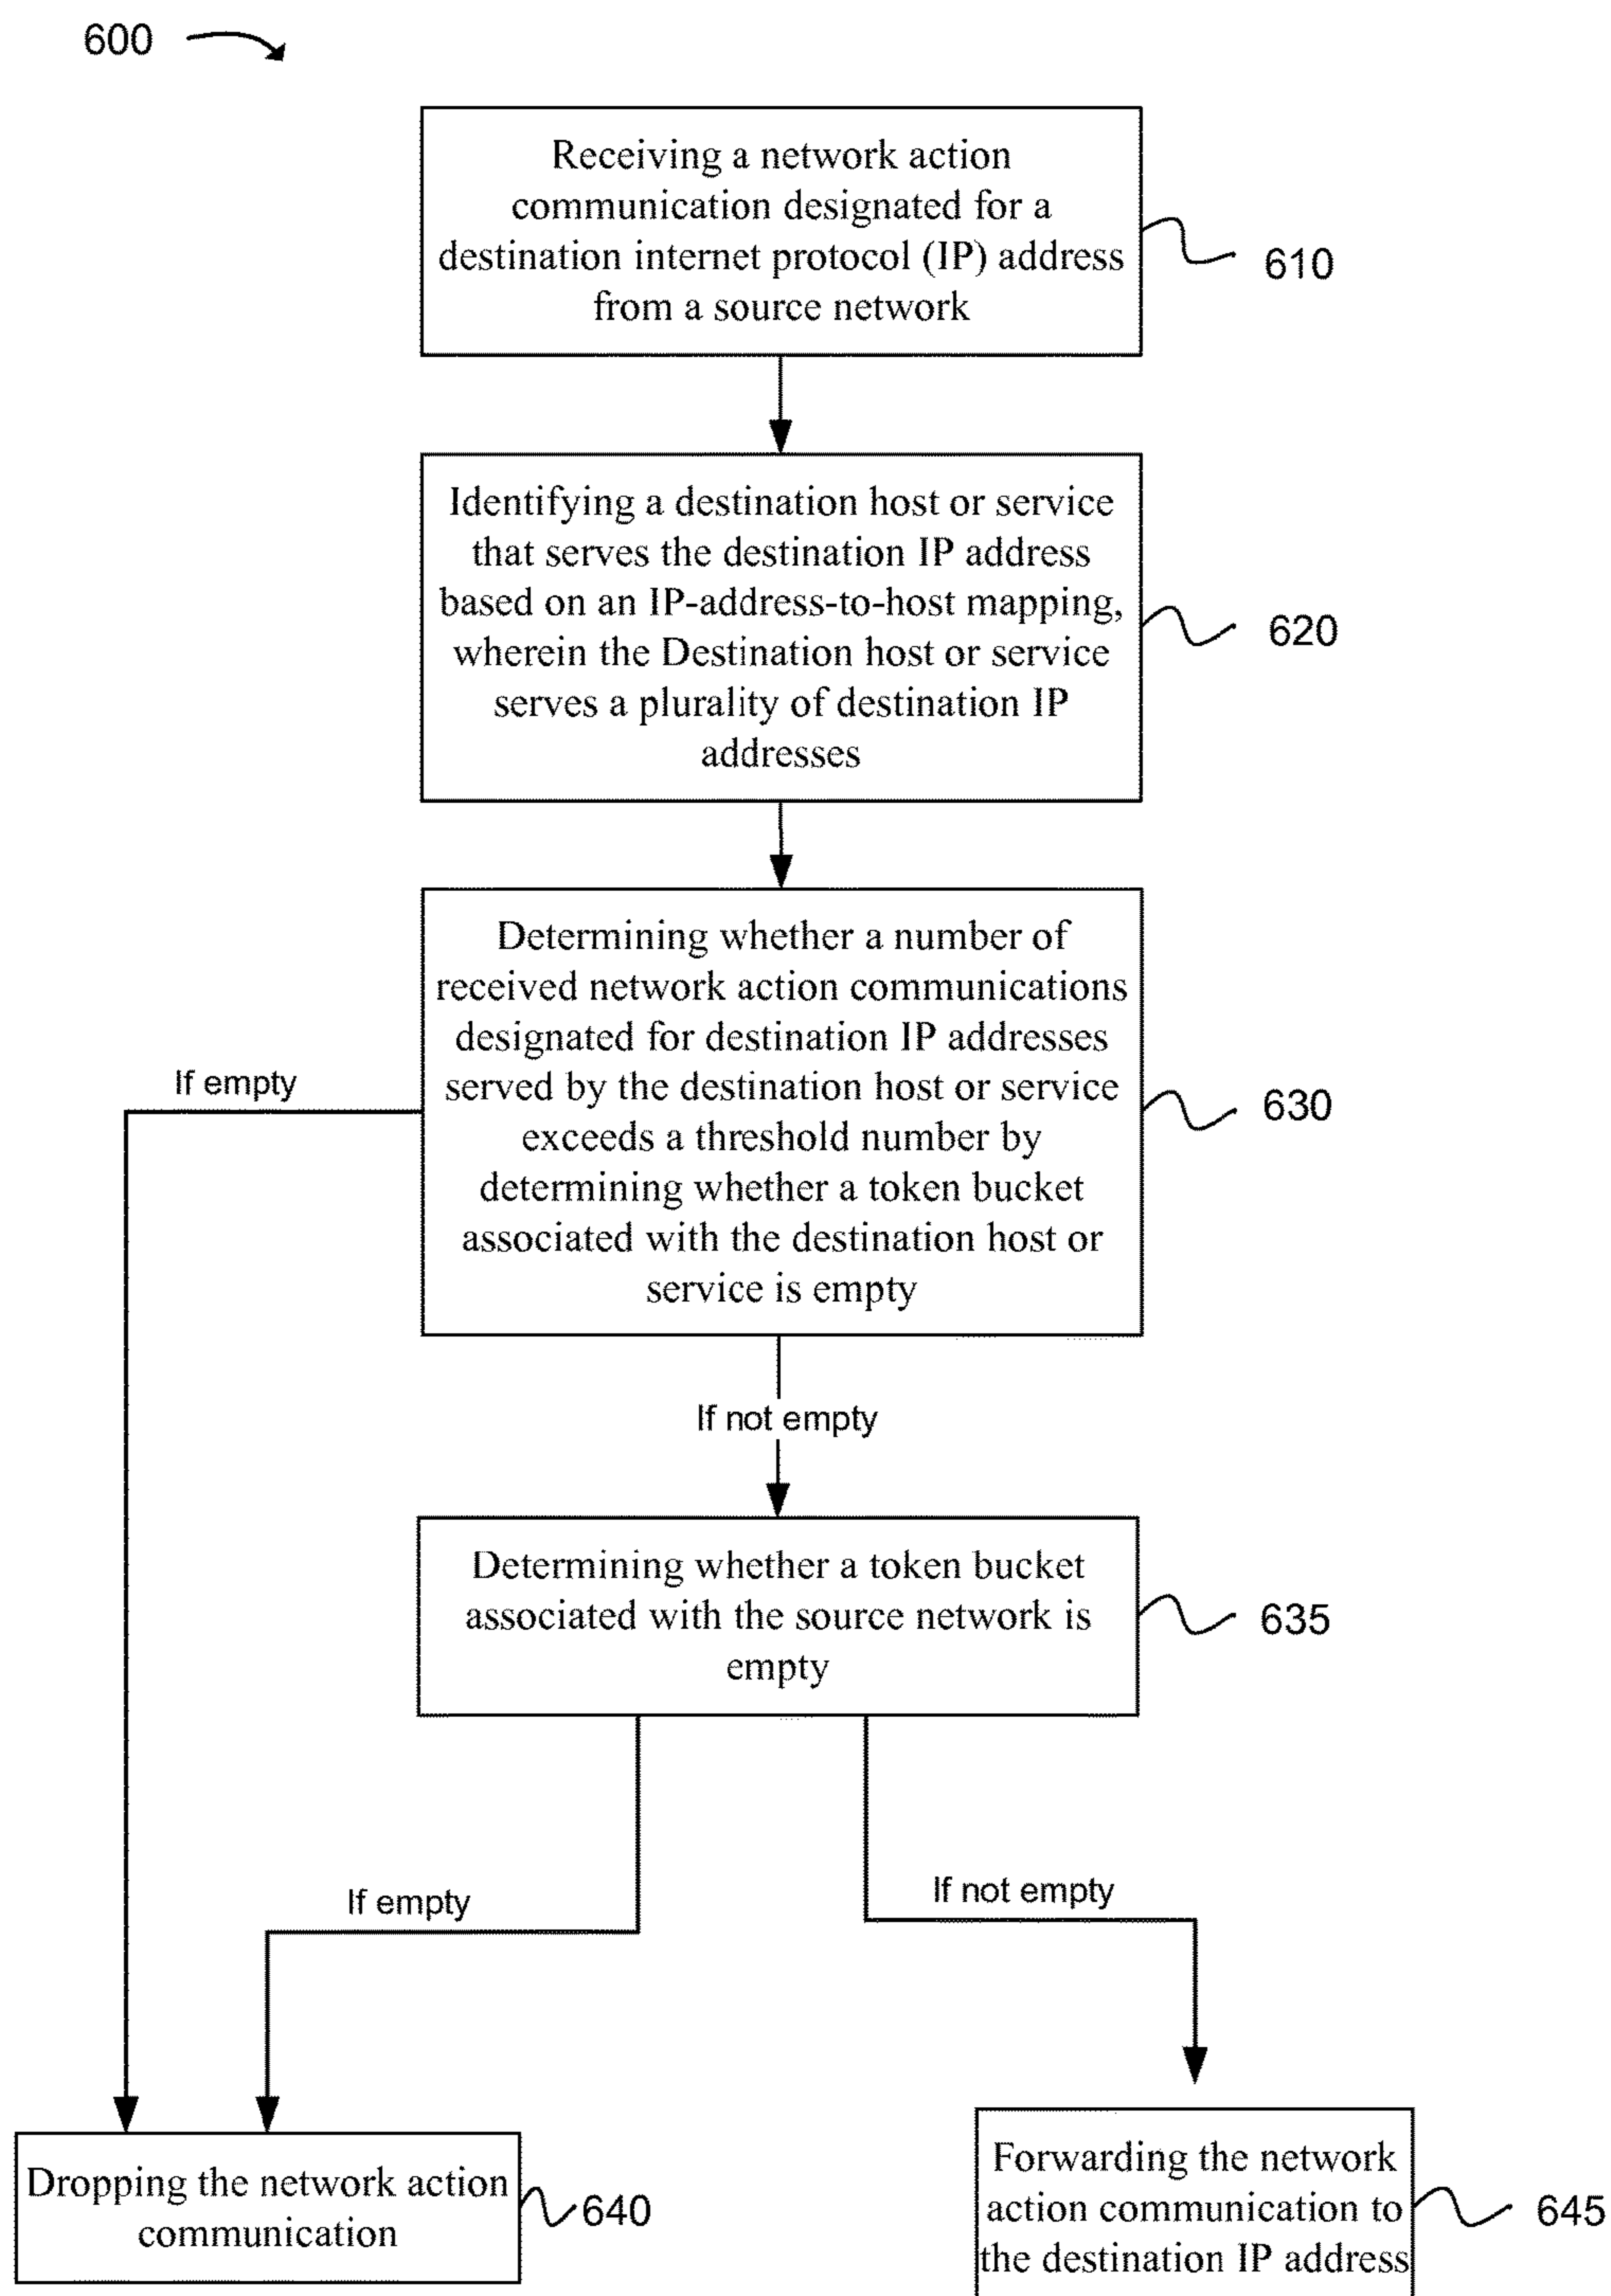 600
Receiving a network action
communication designated for a
destination internet protocol (IP) address
from a source network
610
Identifying a destination host or service
that serves the destination IP address
based on an IP-address-to-host mapping,
wherein the Destination host or service
serves a plurality of destination IP
addresses
620
Determining whether a number of
received network action communications
designated for destination IP addresses
served by the destination host or service
exceeds a threshold number by
determining whether a token bucket
associated with the destination host or
service is empty
630
If empty
If not empty
Determining whether a token bucket
associated with the source network is
empty
635
If empty
If not empty
Dropping the network action
communication
640
Forwarding the network
action communication to
the destination IP address
645